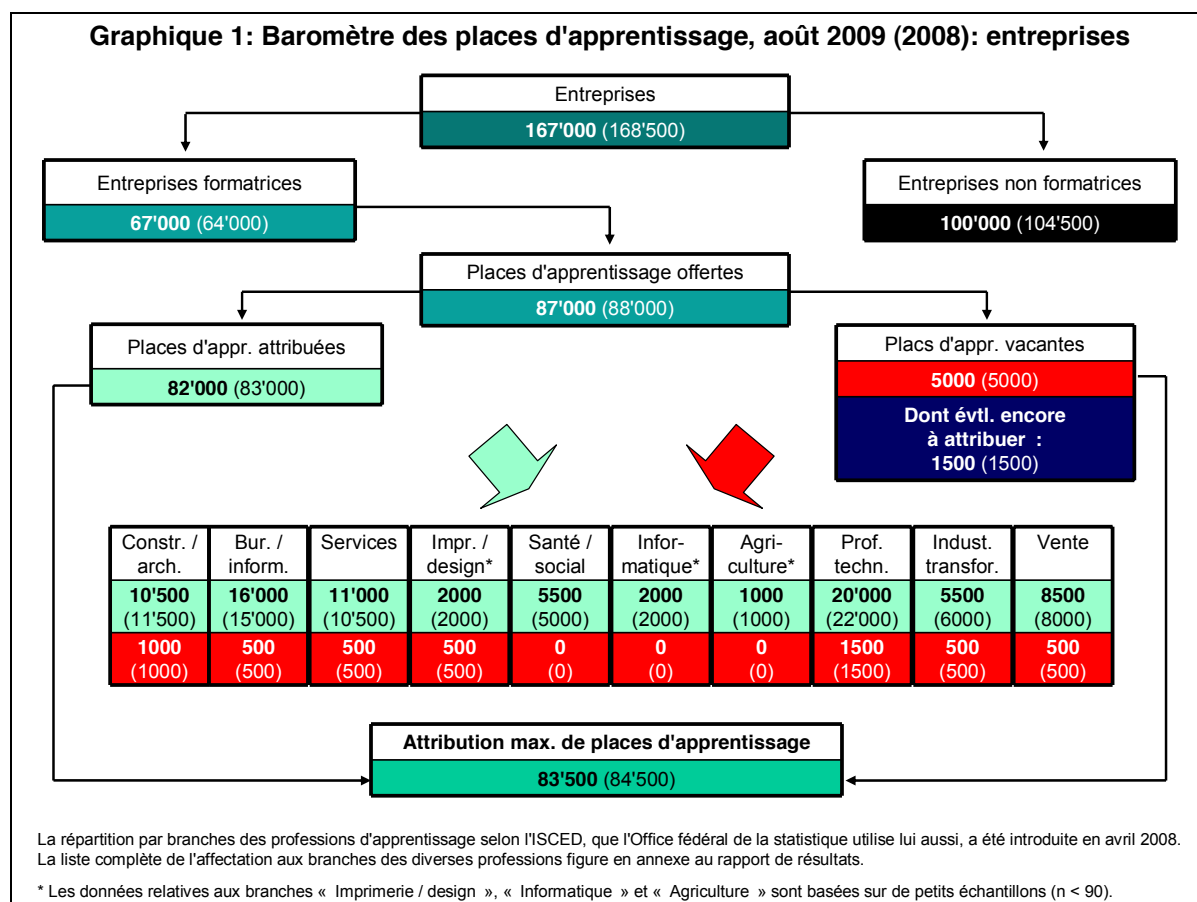 Graphique 1: Baromètre des places d'apprentissage, août 2009 (2008): entreprises
Entreprises
167'000 (168'500)
Entreprises formatrices
67'000 (64'000)
Entreprises non formatrices
100'000 (104'500)
Places d'apprentissage offertes
87'000 (88'000)
Places d'appr. attribuées
82'000 (83'000)
Placs d'appr. vacantes
5000 (5000)
Dont évtl. encore
à attribuer :
1500 (1500)
Constr. / Bur. / Services Impr. / Santé / Infor- Agri- Prof. Indust. Vente
arch. inform. design* social matique* culture* techn. transfor.
10'500 16'000 11'000 2000 5500 2000 1000 20'000 5500 8500
(11'500) (15'000) (10'500) (2000) (5000) (2000) (1000) (22'000) (6000) (8000)
1000 500 500 500 0 0 0 1500 500 500
(1000) (500) (500) (500) (0) (0) (0) (1500) (500) (500)
Attribution max. de places d'apprentissage
83'500 (84'500)
La répartition par branches des professions d'apprentissage selon l'ISCED, que l'Office fédéral de la statistique utilise lui aussi, a été introduite en avril 2008.
La liste complète de l'affectation aux branches des diverses professions figure en annexe au rapport de résultats.
* Les données relatives aux branches « Imprimerie / design », « Informatique » et « Agriculture » sont basées sur de petits échantillons (n < 90).